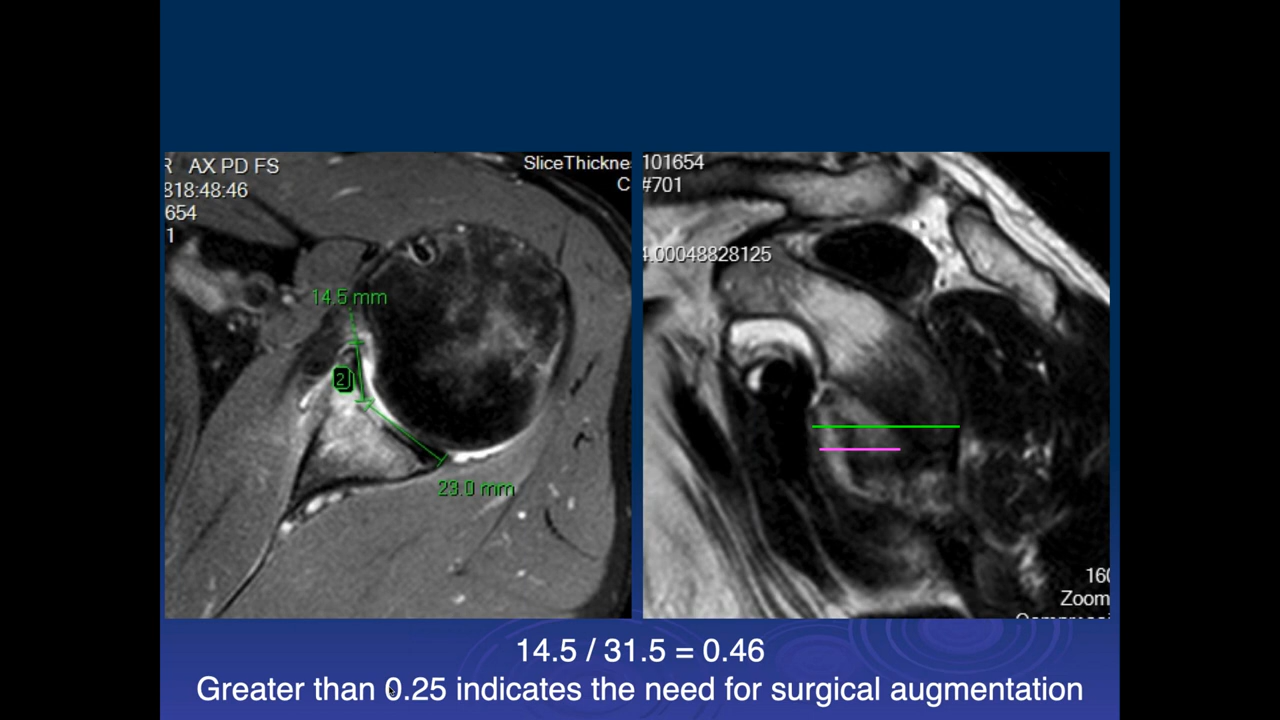 R AX PD FS
818:48:46
654
1
SliceThickne
C
14.5 mm
2
23.0 mm
101654
#701
4.00048828125
160
Zoom
14.5 / 31.5 = 0.46
Greater than 0.25 indicates the need for surgical augmentation